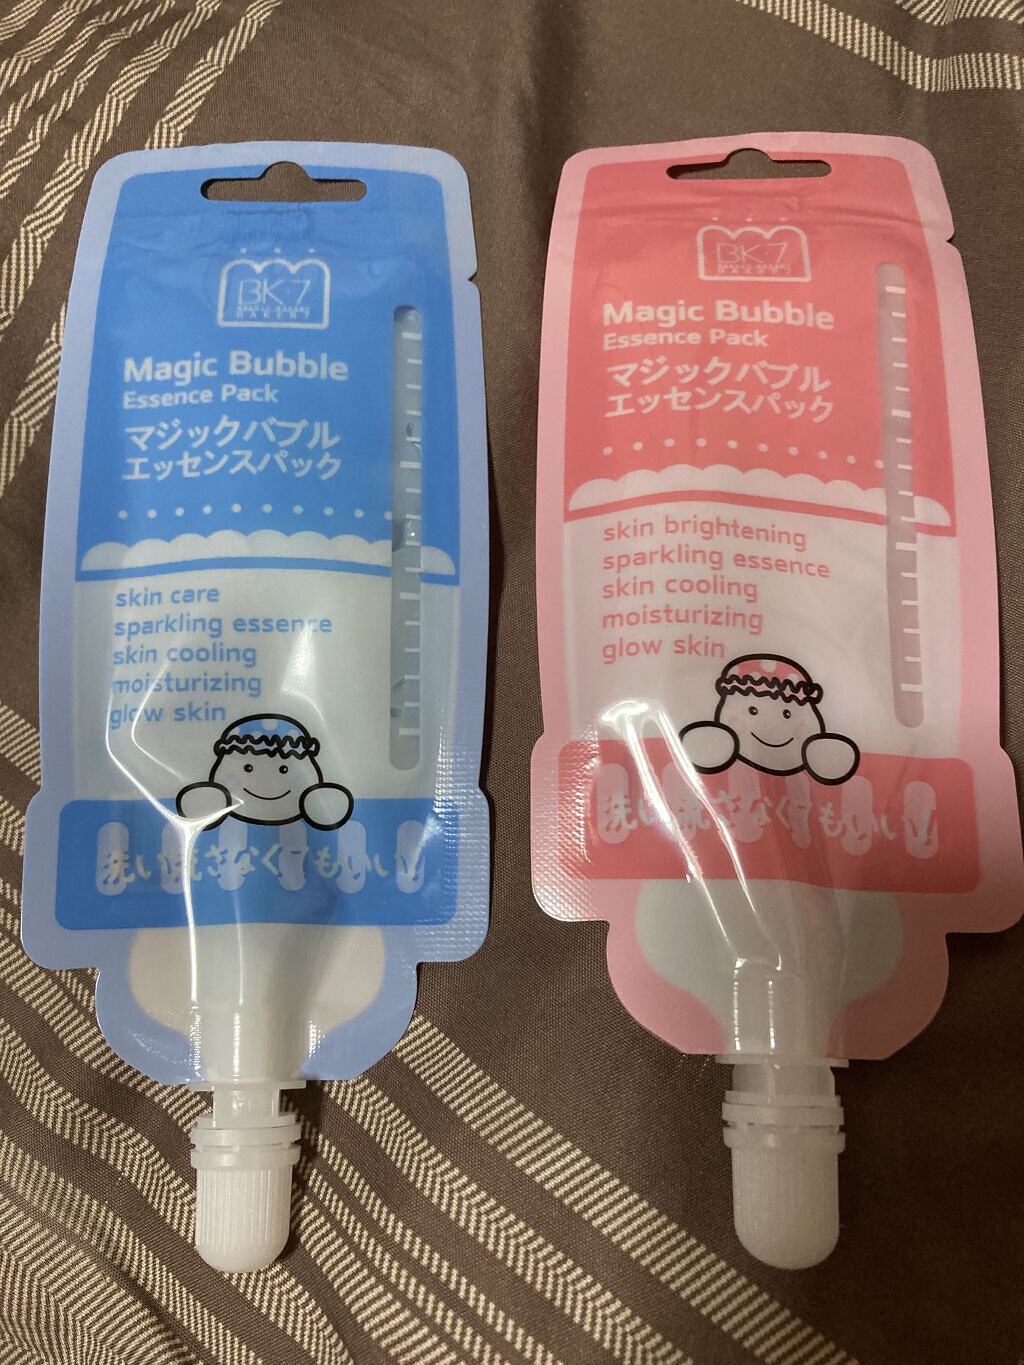 BK·7
BAKERY
Magic Bubble
Essence Pack
マジックバブル
エッセンスパック
skin care
sparkling essence
skin cooling
moisturizing
glow skin
洗い流さなくてもいい!
BK·7
BAKERY
Magic Bubble
Essence Pack
マジックバブル
エッセンスパック
skin brightening
sparkling essence
skin cooling
moisturizing
glow skin
洗い流さなくてもいい!